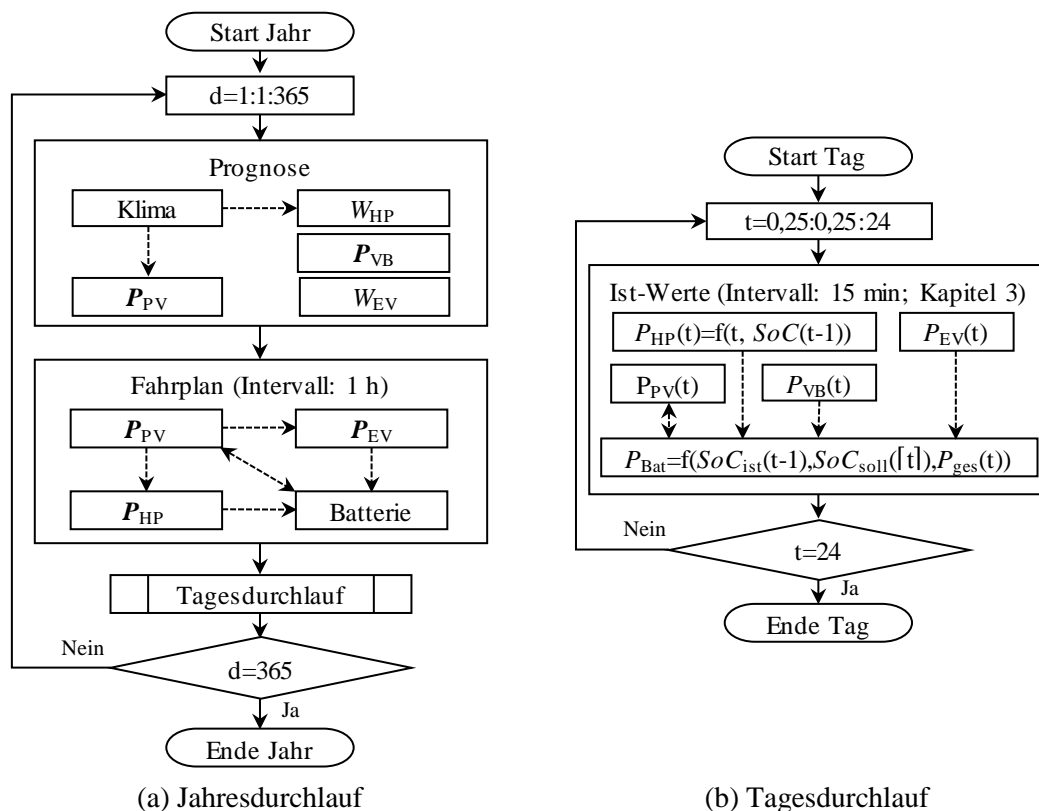 Start Jahr
d=1:1:365
Prognose
Klima
W_HP
P_VB
P_PV
W_EV
Fahrplan (Intervall: 1 h)
P_PV
P_EV
P_HP
Batterie
Tagesdurchlauf
Nein
d=365
Ja
Ende Jahr
(a) Jahresdurchlauf
Start Tag
t=0,25:0,25:24
Ist-Werte (Intervall: 15 min; Kapitel 3)
P_HP(t)=f(t, SoC(t-1))
P_EV(t)
P_PV(t)
P_VB(t)
P_Bat=f(SoC_ist(t-1),SoC_soll(⌈t⌉),P_ges(t))
Nein
t=24
Ja
Ende Tag
(b) Tagesdurchlauf